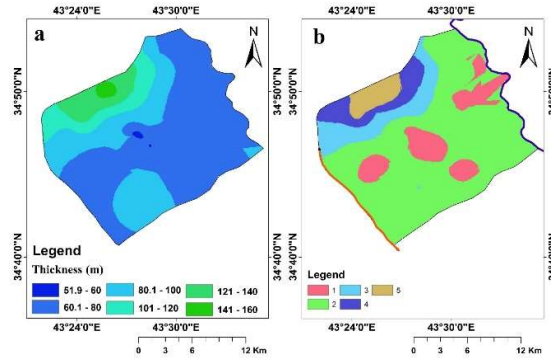 43°24'0"E 43°30'0"E
a
N
34°50'0"N
34°40'0"N
Legend
Thickness (m)
51.9 - 60 80.1 - 100 121 - 140
60.1 - 80 101 - 120 141 - 160
43°24'0"E 43°30'0"E
0 3 6 12 Km
43°24'0"E 43°30'0"E
b
N
34°50'0"N
34°40'0"N
Legend
1 3 5
2 4
43°24'0"E 43°30'0"E
0 3 6 12 Km